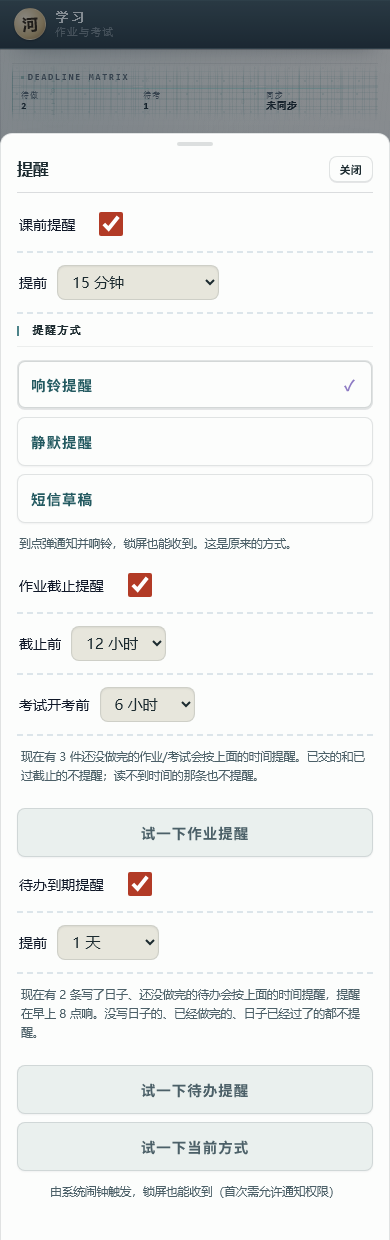 河
学习
作业与考试
DEADLINE MATRIX
待做
待考
同步
2
1
未同步
提醒
关闭
课前提醒
提前 15 分钟
提醒方式
响铃提醒
静默提醒
短信草稿
到点弹通知并响铃，锁屏也能收到。这是原来的方式。
作业截止提醒
截止前 12 小时
考试开考前 6 小时
现在有 3 件还没做完的作业/考试会按上面的时间提醒。已交的和已
过截止的不提醒；读不到时间的那条也不提醒。
试一下作业提醒
待办到期提醒
提前 1 天
现在有 2 条写了日子、还没做完的待办会按上面的时间提醒，提醒
在早上 8 点响。没写日子的、已经做完的、日子已经过了的都不提
醒。
试一下待办提醒
试一下当前方式
由系统闹钟触发，锁屏也能收到（首次需允许通知权限）